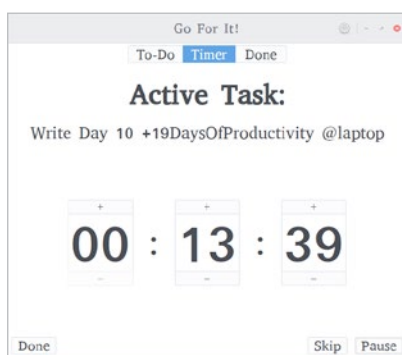 Go For It!
To-Do Timer Done
Active Task:
Write Day 10 +19DaysOfProductivity @laptop
+ + +
00 : 13 : 39
- - -
Done Skip Pause